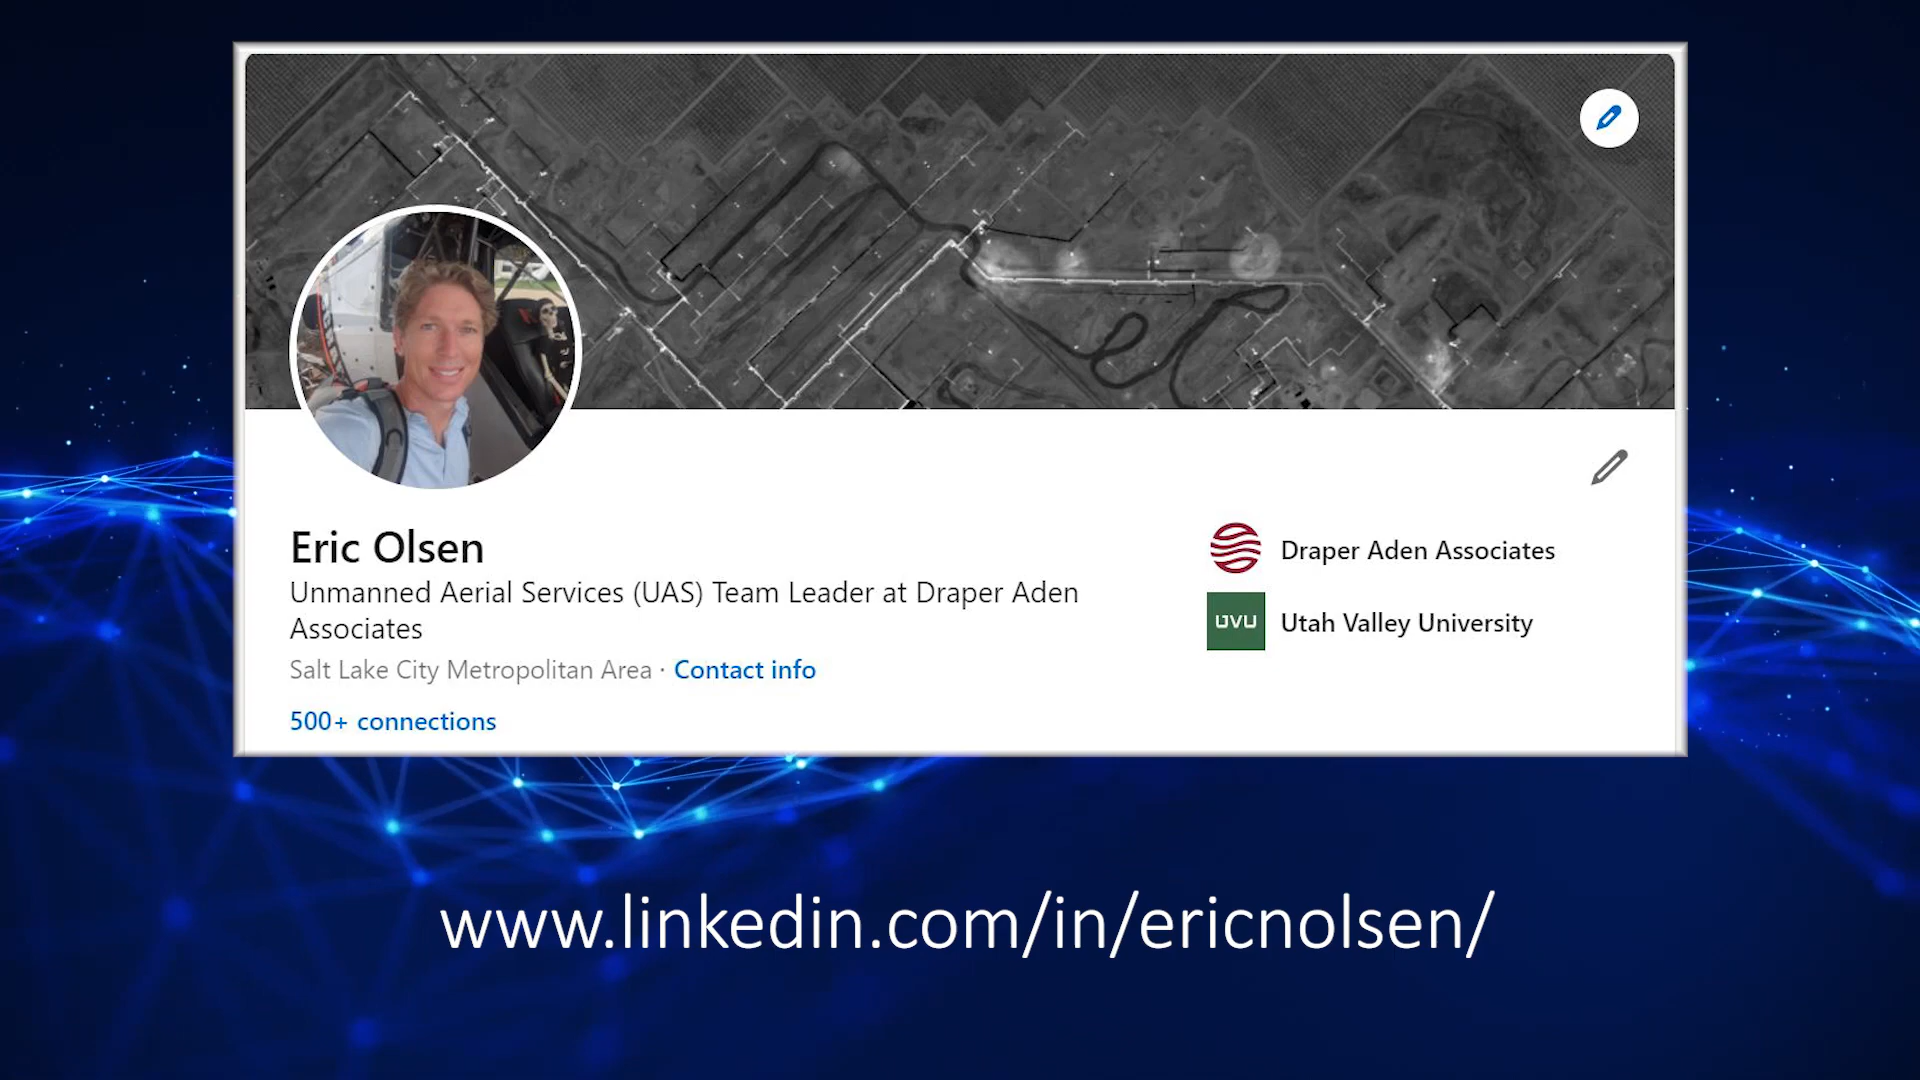 Eric Olsen
Unmanned Aerial Services (UAS) Team Leader at Draper Aden
Associates
Salt Lake City Metropolitan Area · Contact info
500+ connections
Draper Aden Associates
UVU
Utah Valley University
www.linkedin.com/in/ericnolsen/